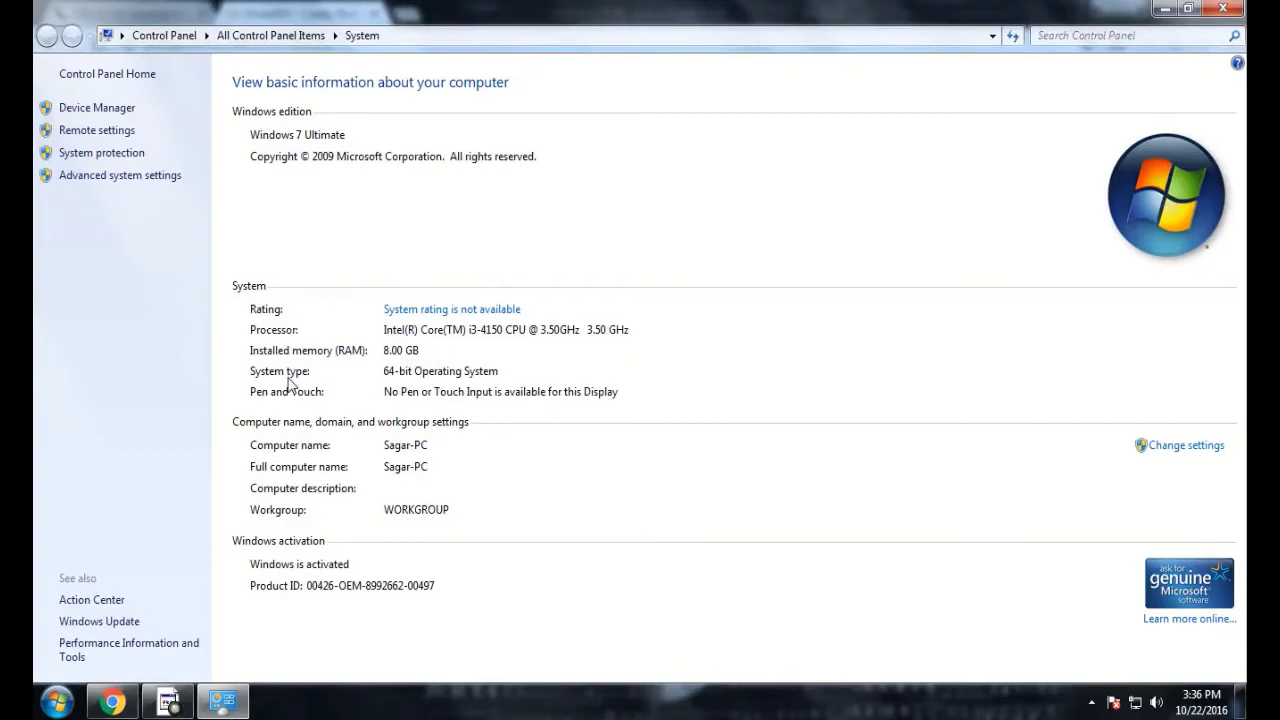 Control Panel All Control Panel Items System
Search Control Panel
Control Panel Home
Device Manager
Remote settings
System protection
Advanced system settings
See also
Action Center
Windows Update
Performance Information and
Tools
View basic information about your computer
Windows edition
Windows 7 Ultimate
Copyright © 2009 Microsoft Corporation. All rights reserved.
System
Rating: System rating is not available
Processor: Intel(R) Core(TM) i3-4150 CPU @ 3.50GHz 3.50 GHz
Installed memory (RAM): 8.00 GB
System type: 64-bit Operating System
Pen and Touch: No Pen or Touch Input is available for this Display
Computer name, domain, and workgroup settings
Computer name: Sagar-PC
Change settings
Full computer name: Sagar-PC
Computer description:
Workgroup: WORKGROUP
Windows activation
Windows is activated
Product ID: 00426-OEM-8992662-00497
ask for
genuine
Microsoft
software
Learn more online...
3:36 PM
10/22/2016